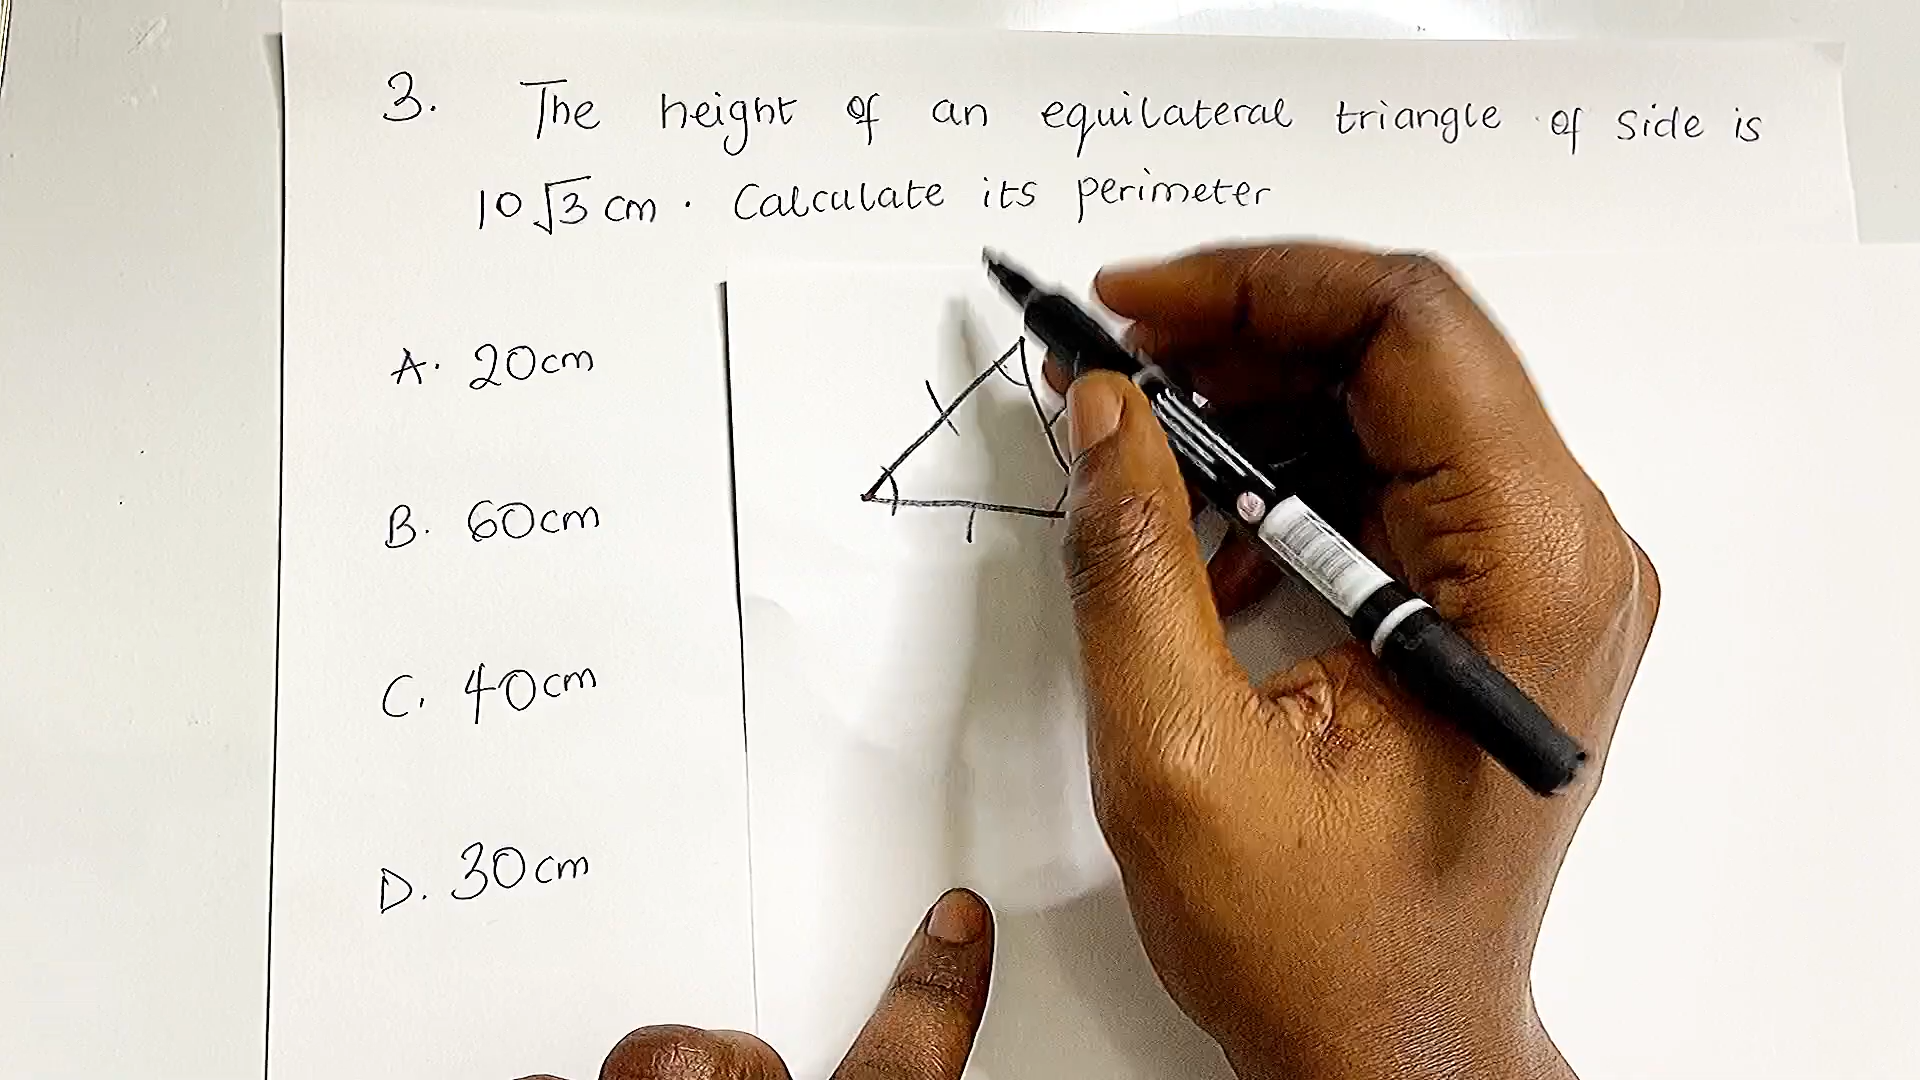 3. The height of an equilateral triangle of side is
10√3 cm. Calculate its perimeter
A. 20cm
B. 60cm
C. 40cm
D. 30cm